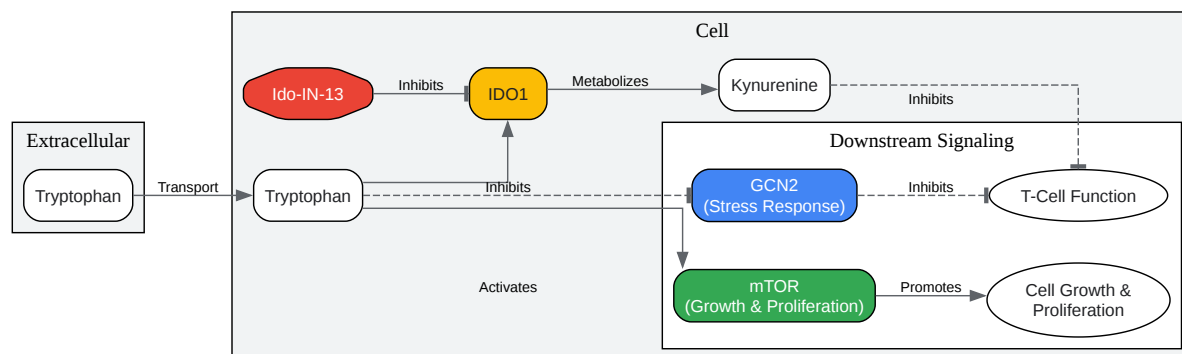 Cell
Ido-IN-13
Inhibits
IDO1
Metabolizes
Kynurenine
Inhibits
Extracellular
Tryptophan
Transport
Tryptophan
Inhibits
Downstream Signaling
GCN2
(Stress Response)
Inhibits
T-Cell Function
Activates
mTOR
(Growth & Proliferation)
Promotes
Cell Growth &
Proliferation